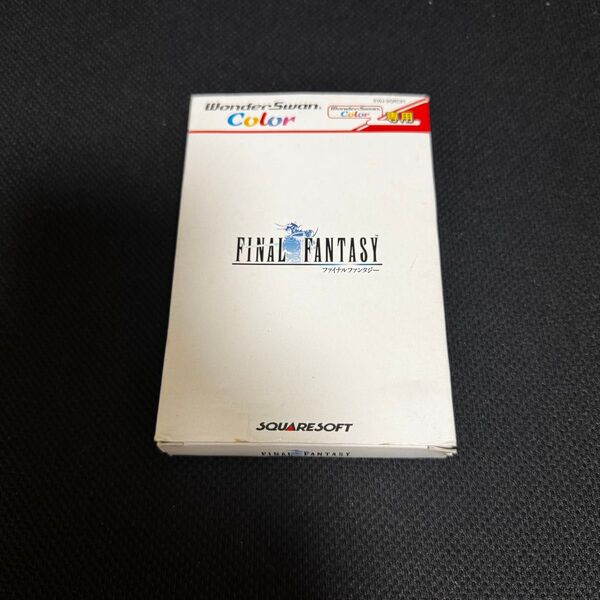 WonderSwan
Color
WonderSwan
Color
専用
FINAL FANTASY
ファイナルファンタジー
SQUARESOFT
FINAL FANTASY